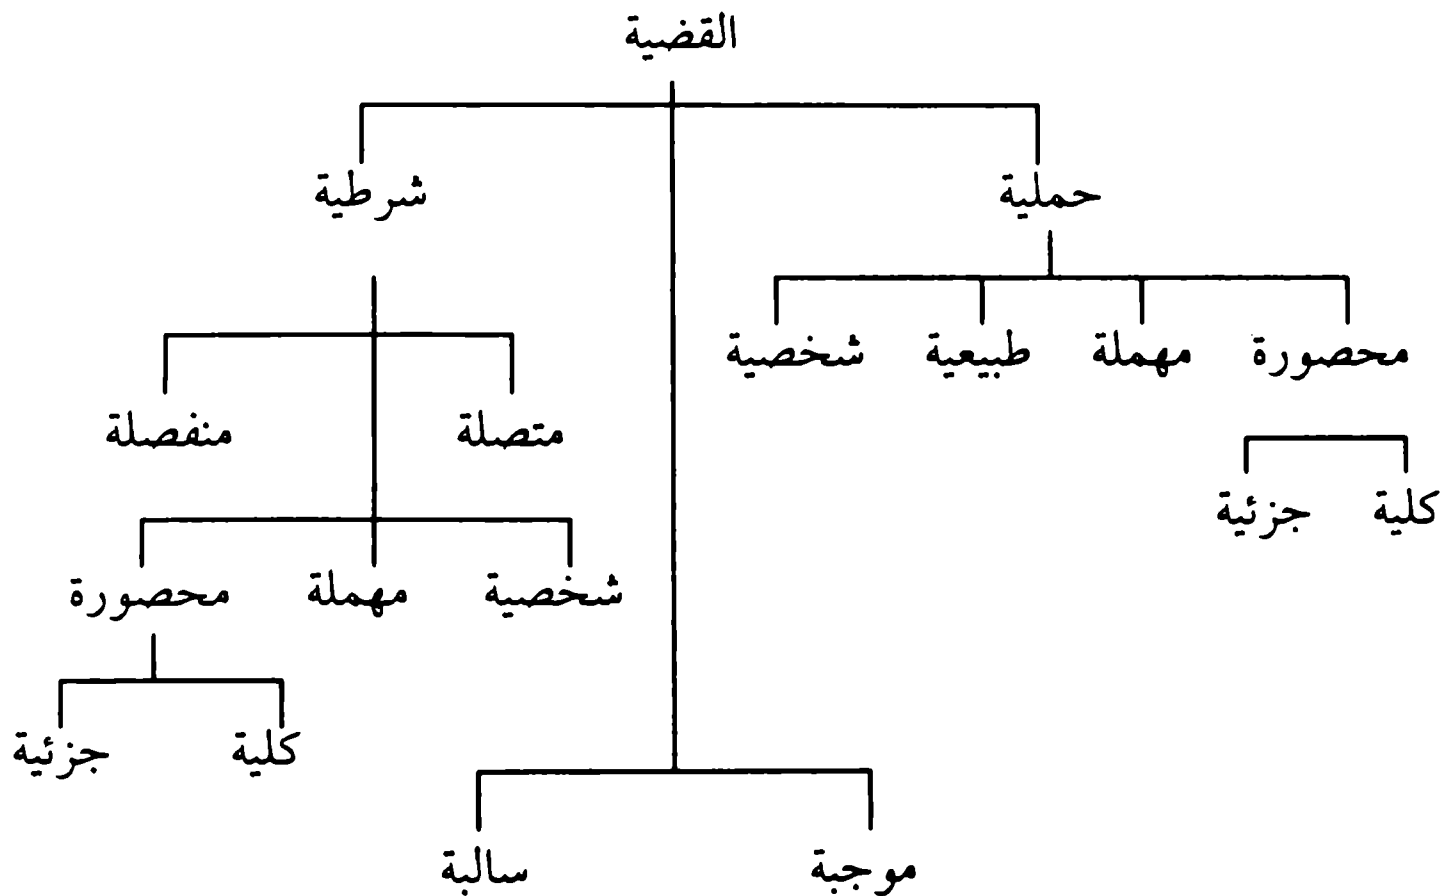 القضية
حملية شرطية
محصورة مهملة طبيعية شخصية
متصلة منفصلة
كلية جزئية
شخصية مهملة محصورة
كلية جزئية
موجبة سالبة